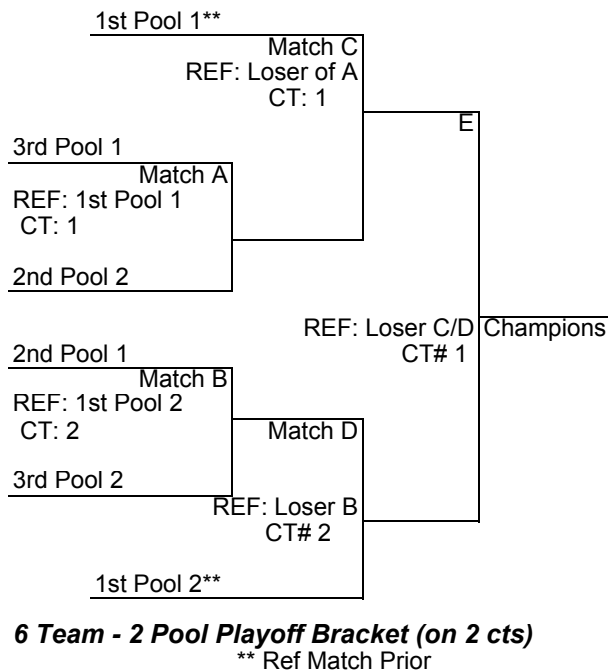 1st Pool 1**
Match C
REF: Loser of A
CT: 1
E
3rd Pool 1
Match A
REF: 1st Pool 1
CT: 1
2nd Pool 2
REF: Loser C/D
Champions
CT# 1
2nd Pool 1
Match B
REF: 1st Pool 2
CT: 2
Match D
3rd Pool 2
REF: Loser B
CT# 2
1st Pool 2**
6 Team - 2 Pool Playoff Bracket (on 2 cts)
** Ref Match Prior